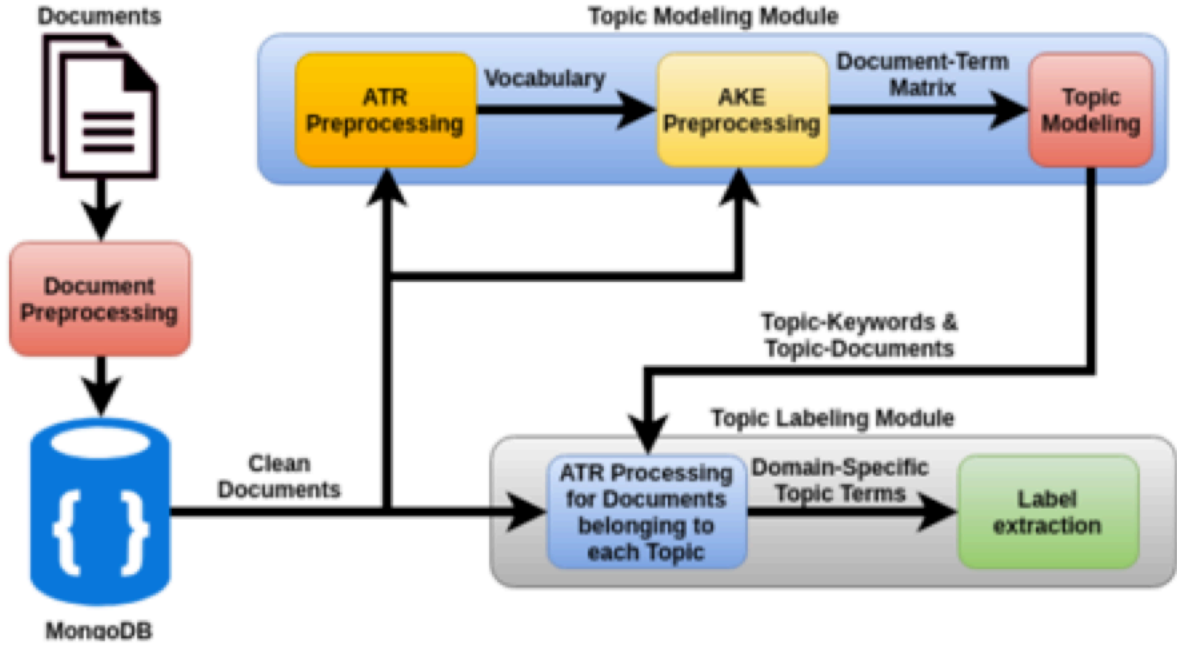 Documents
Topic Modeling Module
ATR
Preprocessing
Vocabulary
AKE
Preprocessing
Document-Term
Matrix
Topic
Modeling
Document
Preprocessing
Topic-Keywords &
Topic-Documents
Topic Labeling Module
Clean
Documents
ATR Processing
for Documents
belonging to
each Topic
Domain-Specific
Topic Terms
Label
extraction
{ }
MongoDB